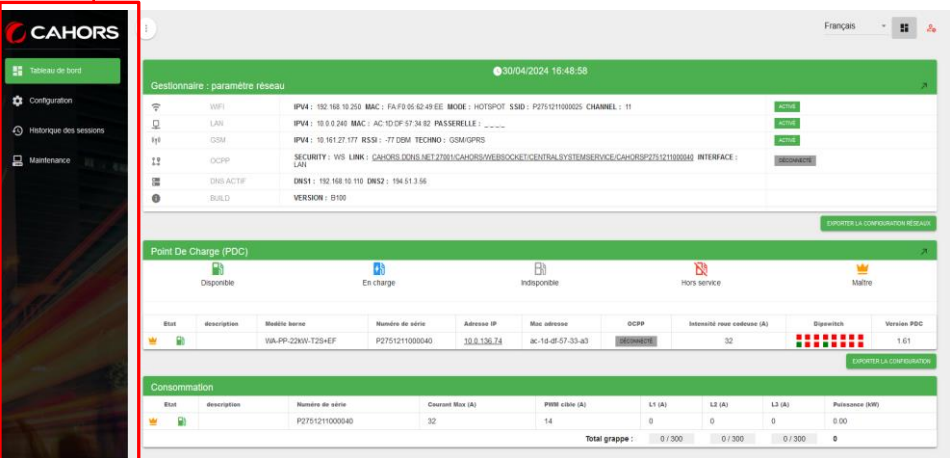 CAHORS
Français
Tableau de bord
Configuration
Historique des sessions
Maintenance
30/04/2024 16:48:58
Gestionnaire : paramètre réseau
WIFI IPV4 : 192.168.10.250 MAC : FA:F0:05:62:49:EE MODE : HOTSPOT SSID : P2751211000025 CHANNEL : 11 ACTIVÉ
LAN IPV4 : 10.0.0.240 MAC : AC:1D:DF:57:34:82 PASSERELLE : _._._._ ACTIVÉ
GSM IPV4 : 10.161.27.177 RSSI : -77 DBM TECHNO : GSM/GPRS ACTIVÉ
OCPP SECURITY : WS LINK : CAHORS.DDNS.NET:27001/CAHORS/WEBSOCKET/CENTRALSYSTEMSERVICE/CAHORSP2751211000040 INTERFACE :
LAN DÉCONNECTÉ
DNS ACTIF DNS1 : 192.168.10.110 DNS2 : 194.51.3.56
BUILD VERSION : B100
EXPORTER LA CONFIGURATION RÉSEAUX
Point De Charge (PDC)
Disponible En charge Indisponible Hors service Maître
Etat description Modèle borne Numéro de série Adresse IP Mac adresse OCPP Intensité roue codeuse (A) Dipswitch Version PDC
WA-PP-22kW-T2S+EF P2751211000040 10.0.136.74 ac-1d-df-57-33-a3 DÉCONNECTÉ 32 1.61
EXPORTER LA CONFIGURATION
Consommation
Etat description Numéro de série Courant Max (A) PWM cible (A) L1 (A) L2 (A) L3 (A) Puissance (kW)
P2751211000040 32 14 0 0 0 0.00
Total grappe : 0 / 300 0 / 300 0 / 300 0